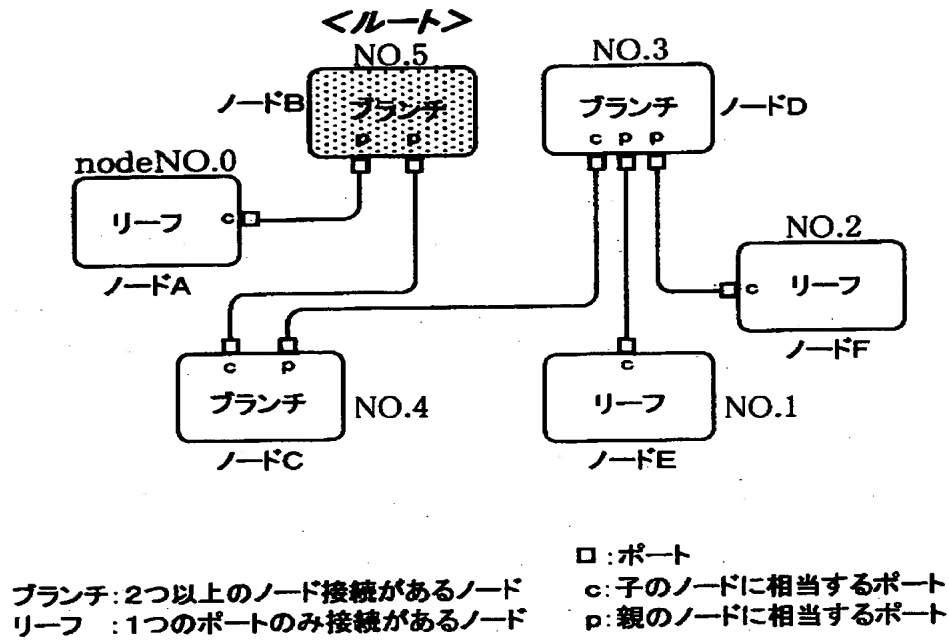 <ルート>
NO.5
ノードB
ブランチ
p p
NO.3
ブランチ
ノードD
c p p
nodeNO.0
リーフ c
ノードA
NO.2
c リーフ
ノードF
c p
ブランチ
NO.4
ノードC
c
リーフ
NO.1
ノードE
ロ:ポート
ブランチ:2つ以上のノード接続があるノード
c:子のノードに相当するポート
リーフ :1つのポートのみ接続があるノード
p:親のノードに相当するポート